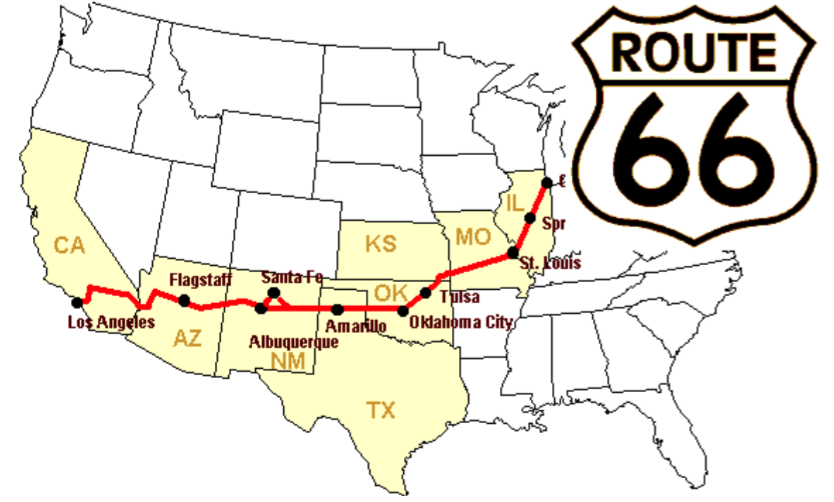 ROUTE
66
IL
Spr
CA
KS
MO
St. Louis
Flagstaff
Santa Fe
OK
Tulsa
Los Angeles
Amarillo
Oklahoma City
AZ
Albuquerque
NM
TX